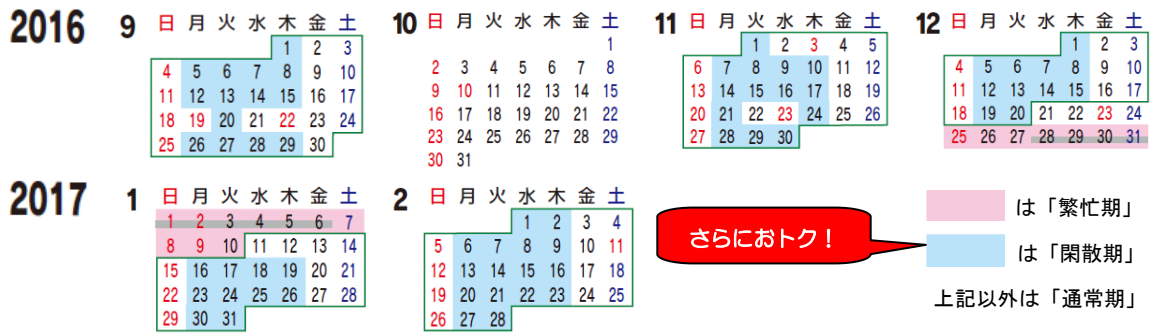 2016
9
日 月 火 水 木 金 土
1 2 3
4 5 6 7 8 9 10
11 12 13 14 15 16 17
18 19 20 21 22 23 24
25 26 27 28 29 30
10
日 月 火 水 木 金 土
1
2 3 4 5 6 7 8
9 10 11 12 13 14 15
16 17 18 19 20 21 22
23 24 25 26 27 28 29
30 31
11
日 月 火 水 木 金 土
1 2 3 4 5
6 7 8 9 10 11 12
13 14 15 16 17 18 19
20 21 22 23 24 25 26
27 28 29 30
12
日 月 火 水 木 金 土
1 2 3
4 5 6 7 8 9 10
11 12 13 14 15 16 17
18 19 20 21 22 23 24
25 26 27 28 29 30 31
2017
1
日 月 火 水 木 金 土
1 2 3 4 5 6 7
8 9 10 11 12 13 14
15 16 17 18 19 20 21
22 23 24 25 26 27 28
29 30 31
2
日 月 火 水 木 金 土
1 2 3 4
5 6 7 8 9 10 11
12 13 14 15 16 17 18
19 20 21 22 23 24 25
26 27 28
さらにおトク！
は「繁忙期」
は「閑散期」
上記以外は「通常期」